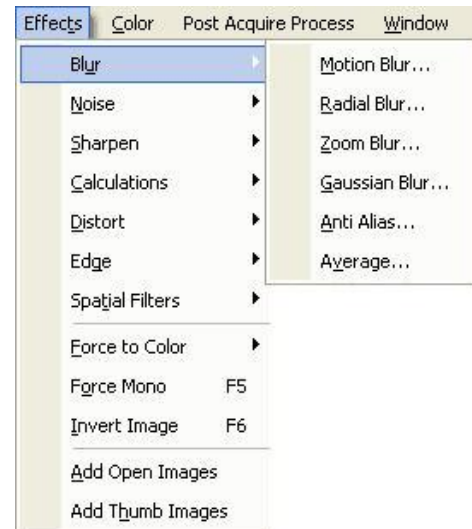 Effects Color Post Acquire Process Window
Blur
Noise
Sharpen
Calculations
Distort
Edge
Spatial Filters
Force to Color
Force Mono F5
Invert Image F6
Add Open Images
Add Thumb Images
Motion Blur...
Radial Blur...
Zoom Blur...
Gaussian Blur...
Anti Alias...
Average...